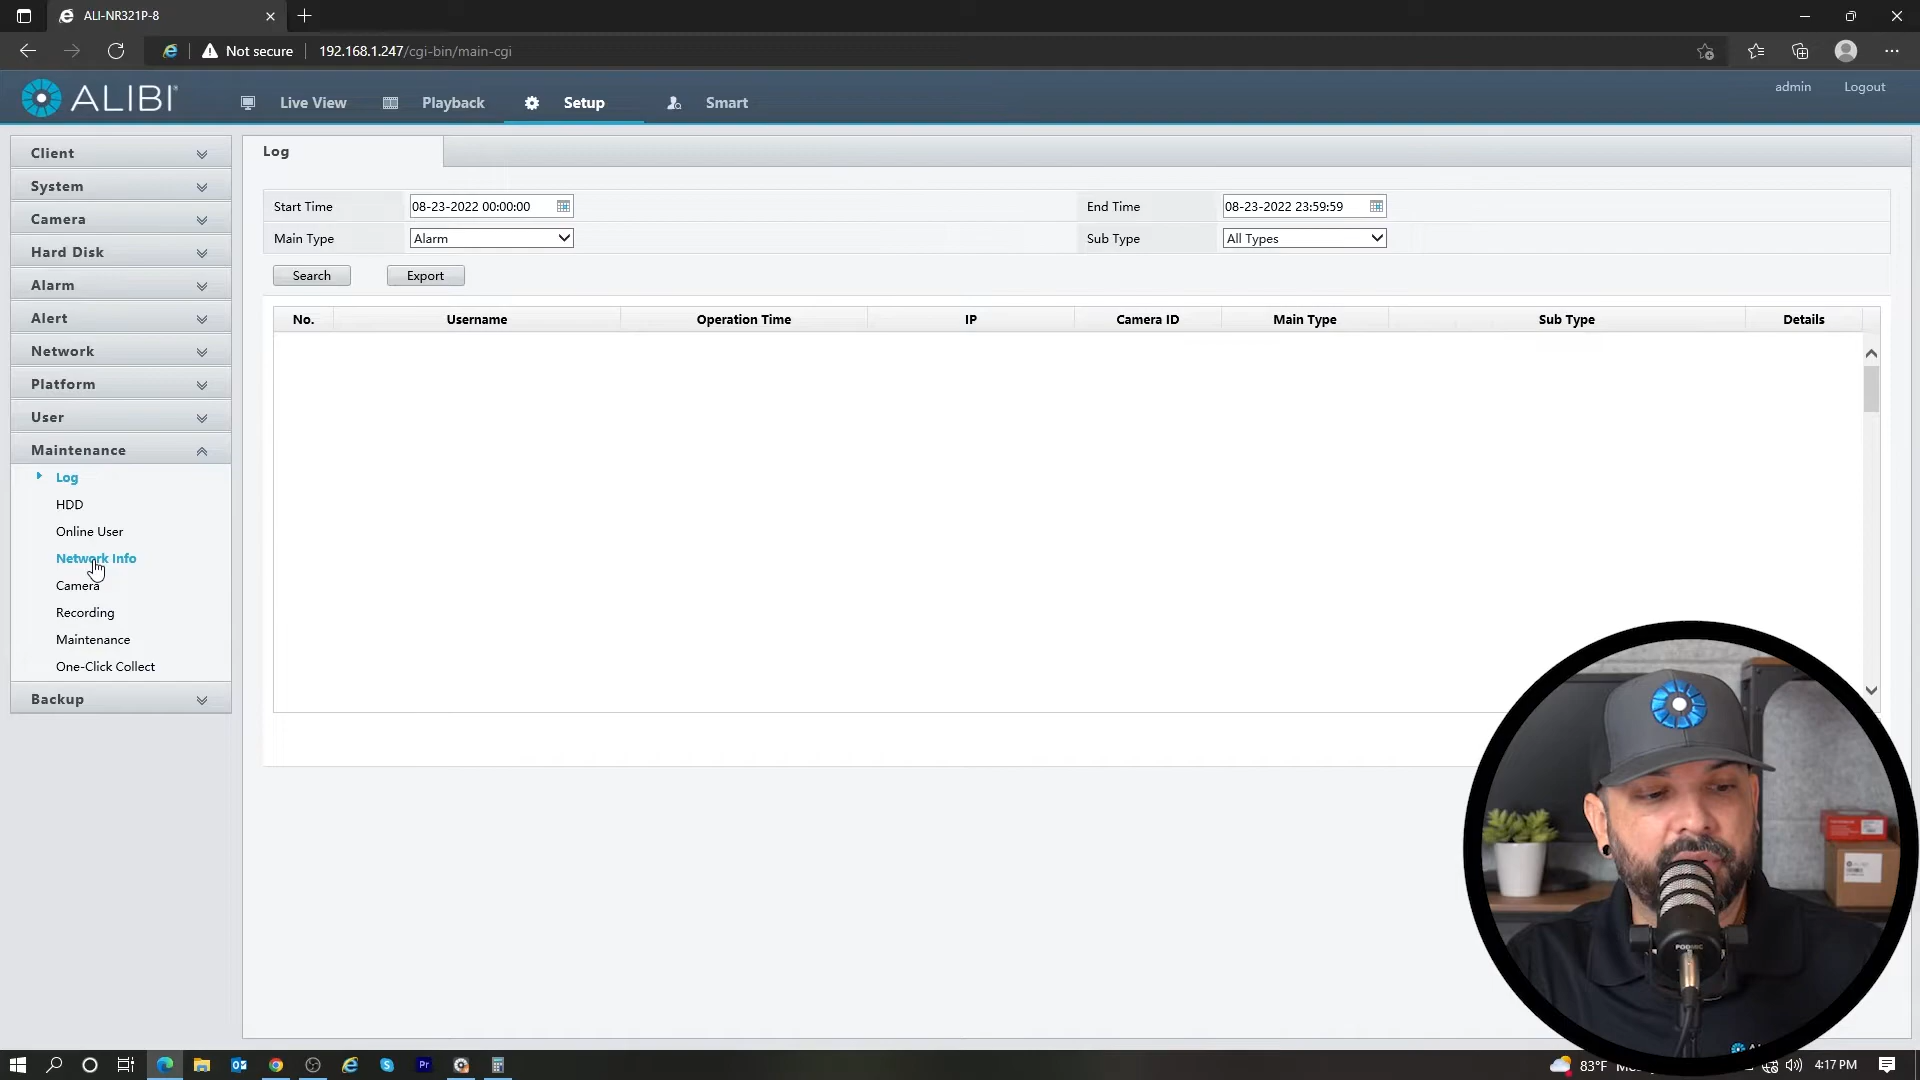 ALI-NR321P-8
Not secure 192.168.1.247/cgi-bin/main-cgi
ALIBI
Live View Playback Setup Smart
admin Logout
Client
System
Camera
Hard Disk
Alarm
Alert
Network
Platform
User
Maintenance
Log
HDD
Online User
Network Info
Camera
Recording
Maintenance
One-Click Collect
Backup
Log
Start Time 08-23-2022 00:00:00 End Time 08-23-2022 23:59:59
Main Type Alarm Sub Type All Types
Search Export
No. Username Operation Time IP Camera ID Main Type Sub Type Details
PODMIC
83°F
4:17 PM